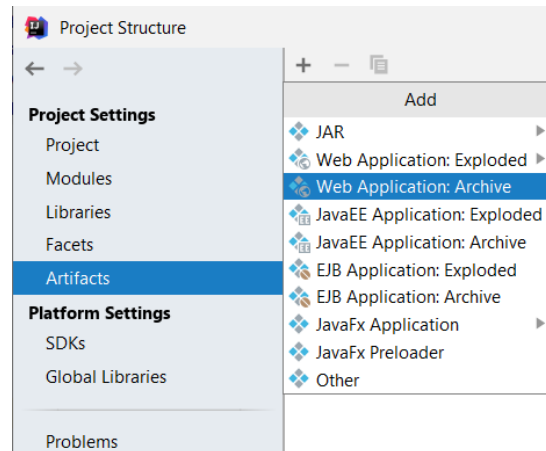 Project Structure
Project Settings
Project
Modules
Libraries
Facets
Artifacts
Platform Settings
SDKs
Global Libraries
Problems
Add
JAR
Web Application: Exploded
Web Application: Archive
JavaEE Application: Exploded
JavaEE Application: Archive
EJB Application: Exploded
EJB Application: Archive
JavaFx Application
JavaFx Preloader
Other